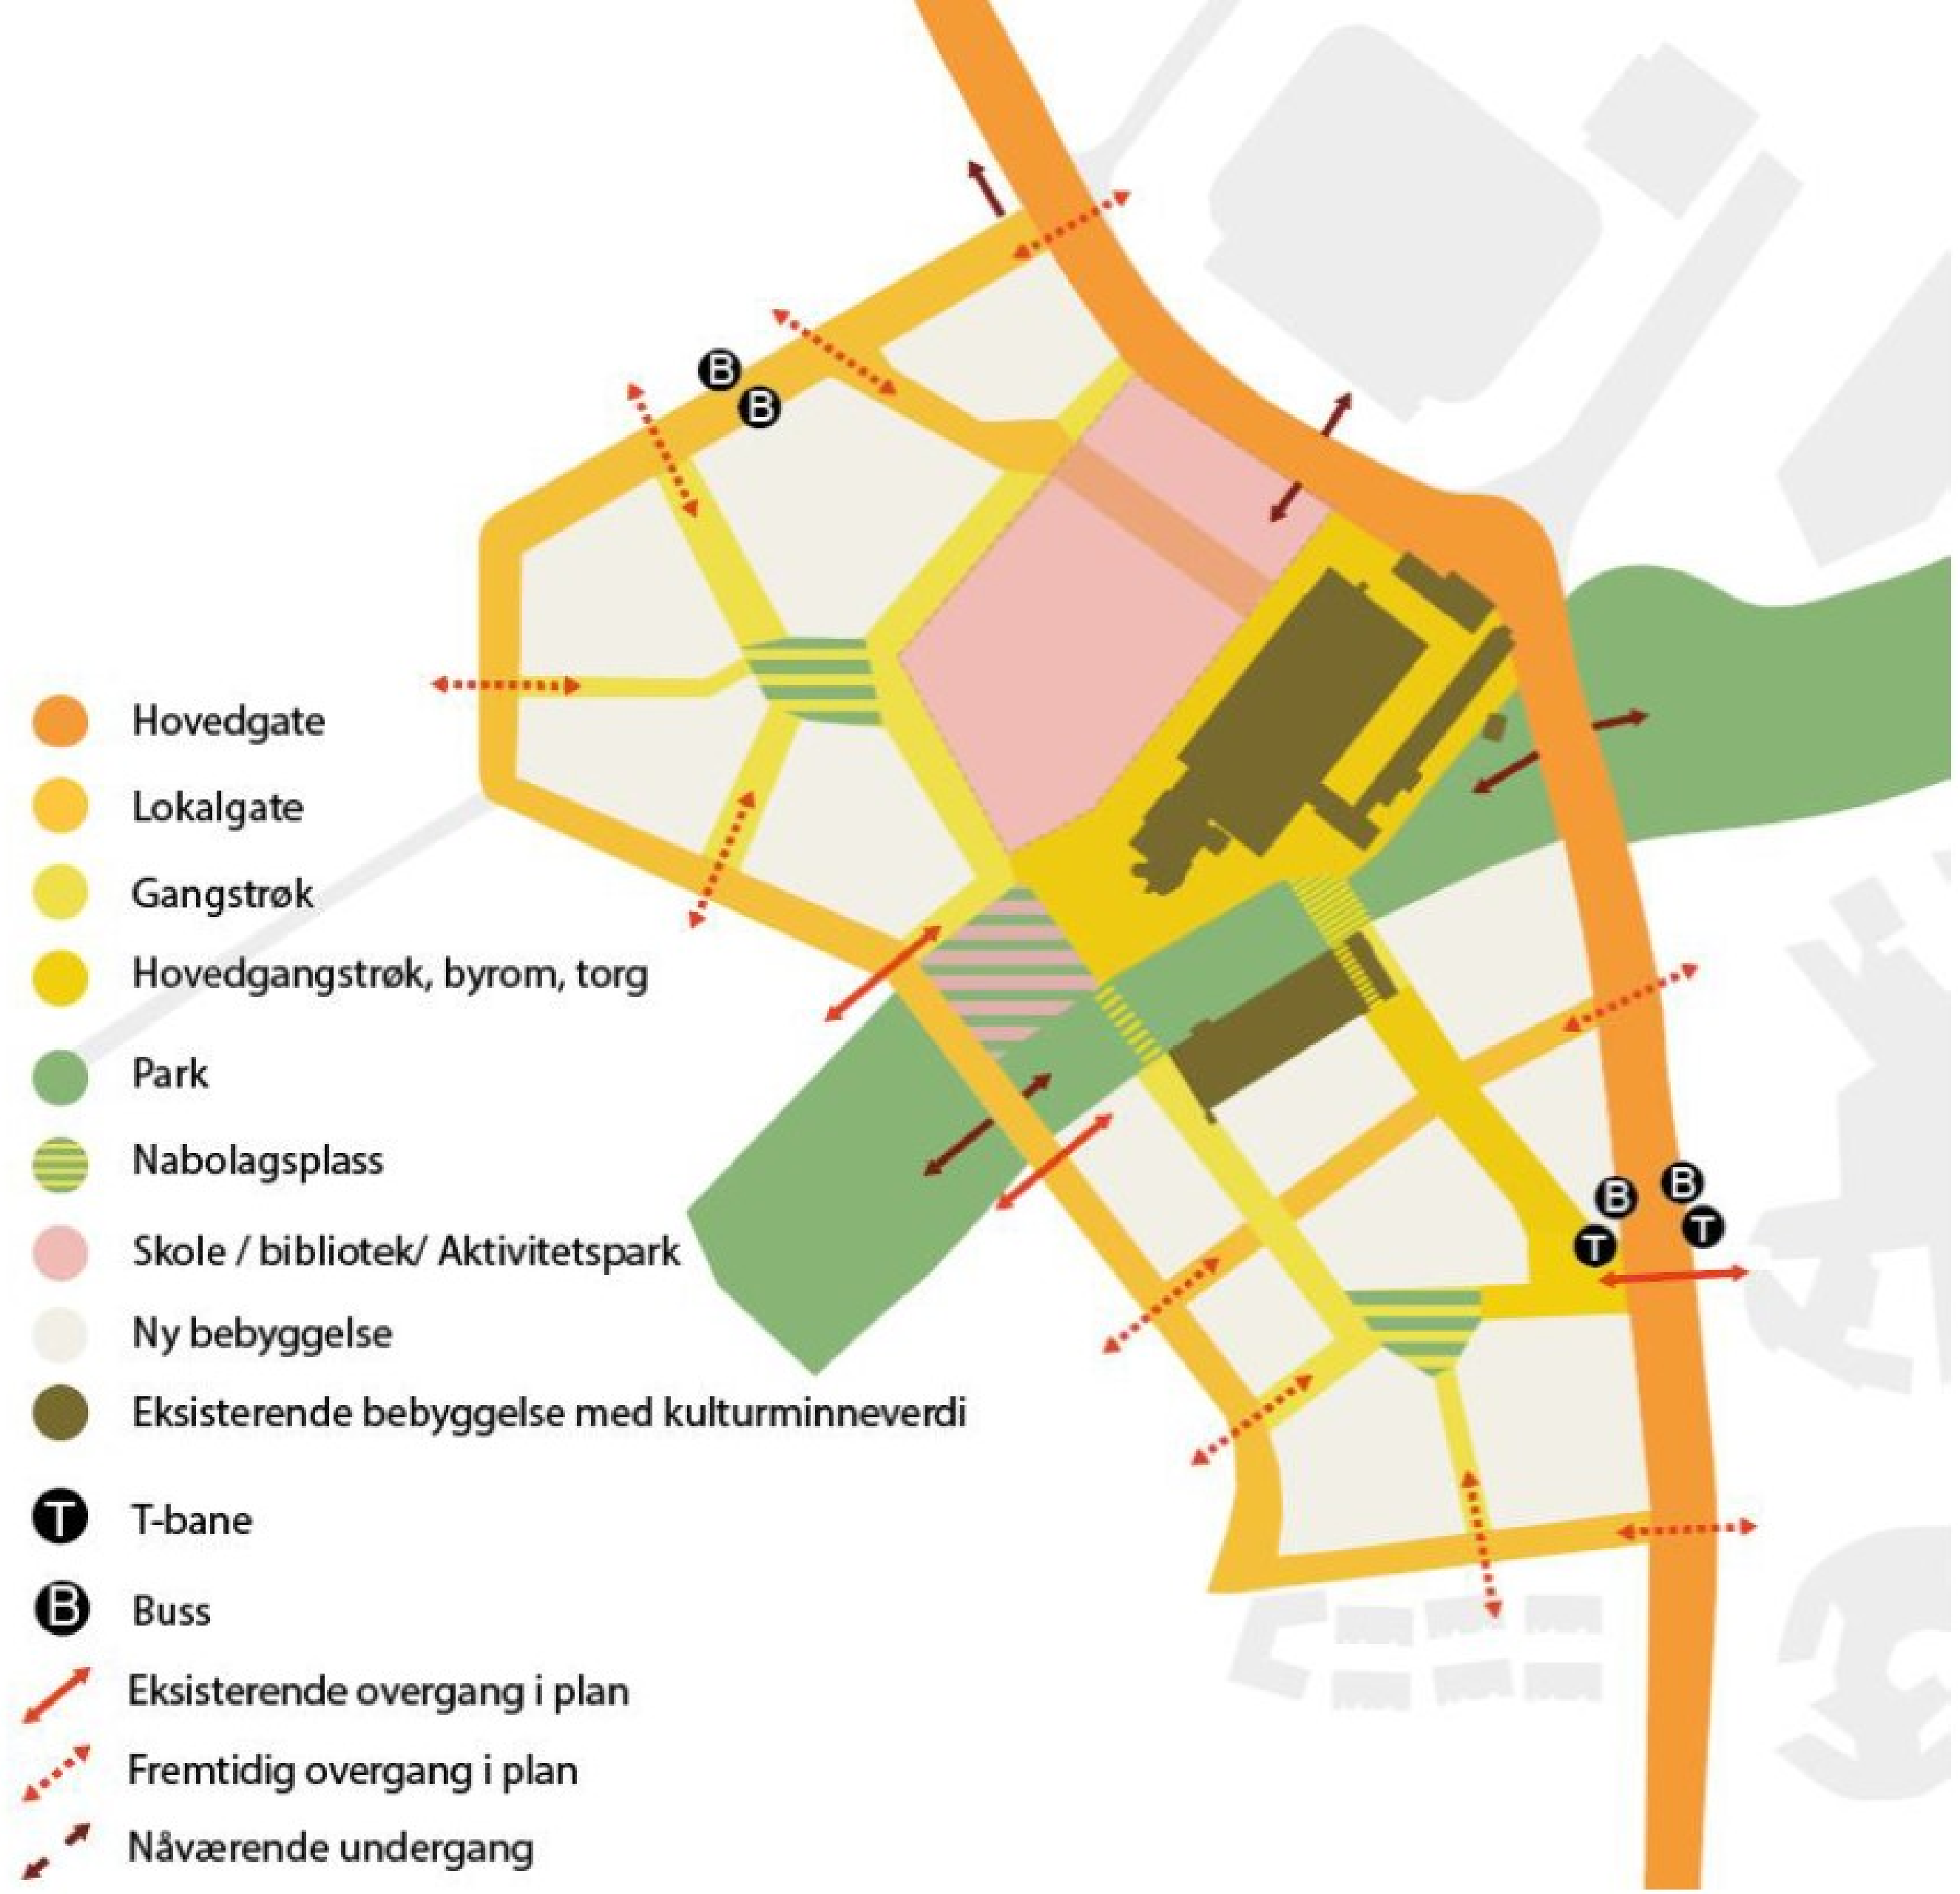 B
B
Hovedgate
Lokalgate
Gangstrøk
Hovedgangstrøk, byrom, torg
Park
Nabolagsplass
B
B
T
T
Skole / bibliotek/ Aktivitetspark
Ny bebyggelse
Eksisterende bebyggelse med kulturminneverdi
T T-bane
B Buss
Eksisterende overgang i plan
Fremtidig overgang i plan
Nåværende undergang